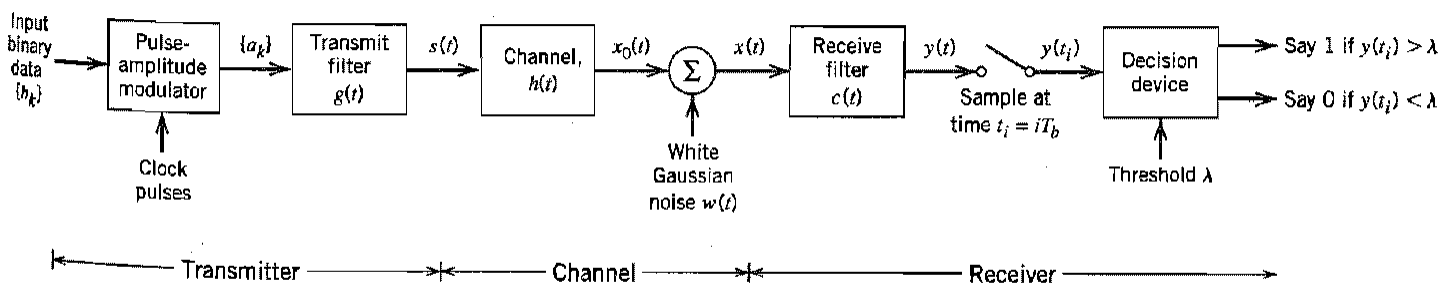 Input
binary
data
{b_k}
Pulse-
amplitude
modulator
Clock
pulses
{a_k}
Transmit
filter
g(t)
s(t)
Channel,
h(t)
x_0(t)
Σ
White
Gaussian
noise w(t)
x(t)
Receive
filter
c(t)
y(t)
Sample at
time t_i = iT_b
y(t_i)
Decision
device
Threshold λ
Say 1 if y(t_i) > λ
Say 0 if y(t_i) < λ
Transmitter
Channel
Receiver